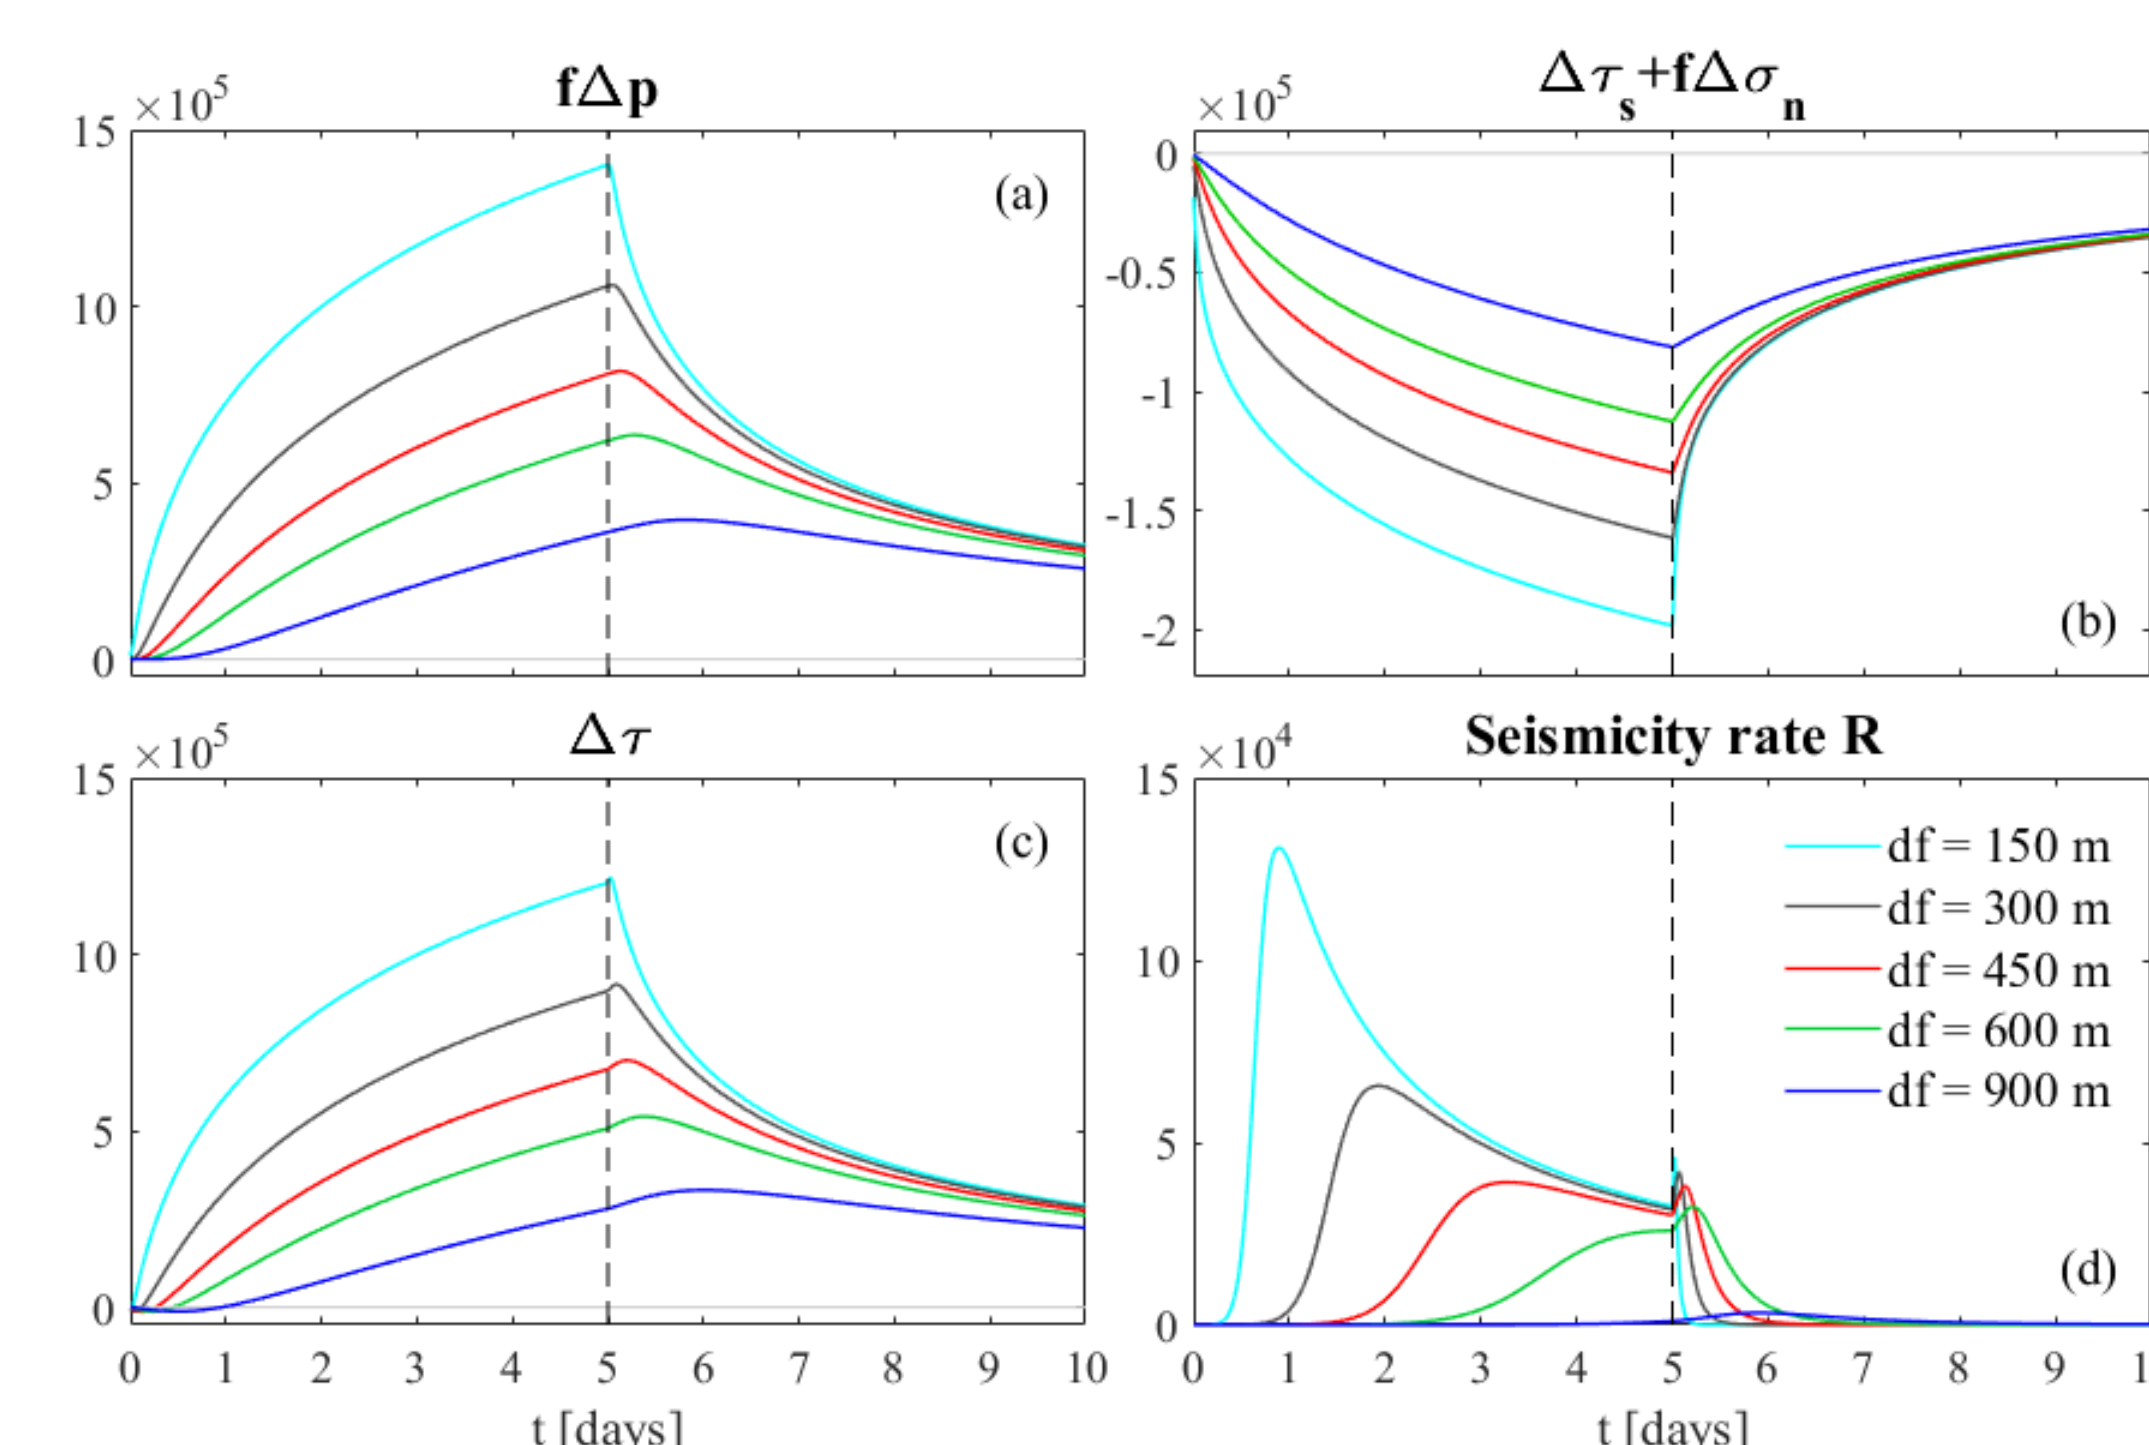 fΔp
×10^5
15
10
5
0
(a)
Δτ_s+fΔσ_n
×10^5
0
-0.5
-1
-1.5
-2
(b)
Δτ
×10^5
15
10
5
0
(c)
0 1 2 3 4 5 6 7 8 9 10
t [days]
Seismicity rate R
×10^4
15
10
5
0
df = 150 m
df = 300 m
df = 450 m
df = 600 m
df = 900 m
(d)
0 1 2 3 4 5 6 7 8 9 1
t [days]